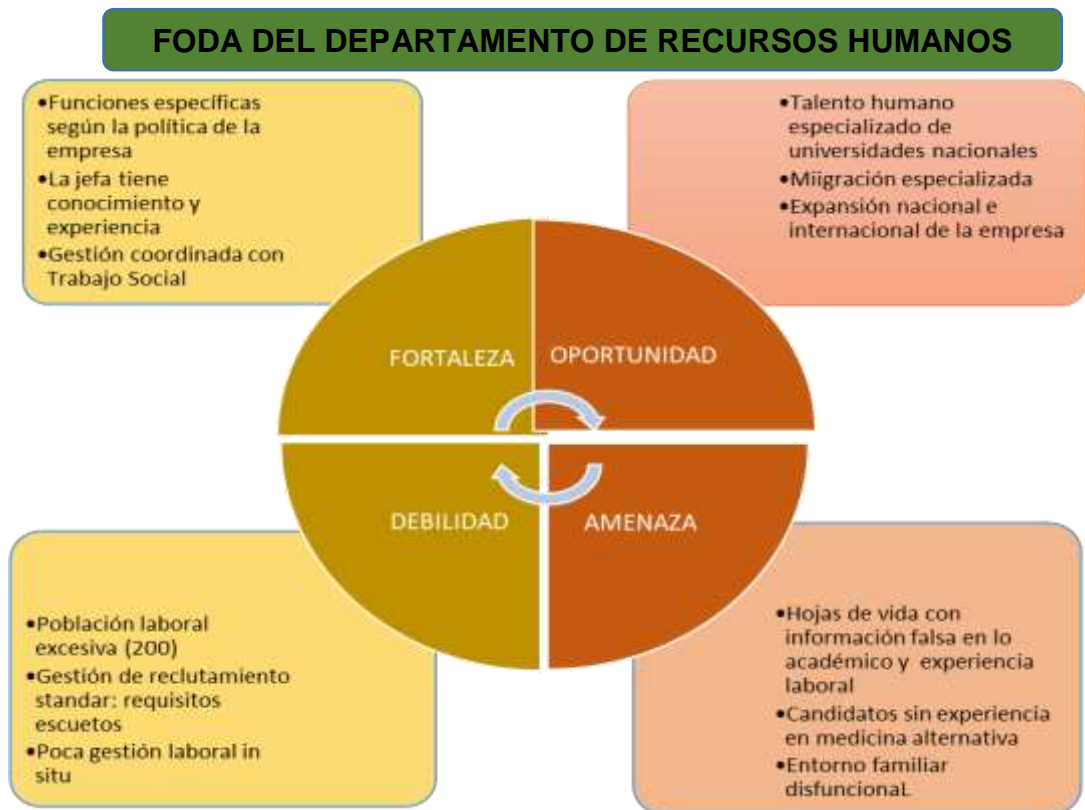 FODA DEL DEPARTAMENTO DE RECURSOS HUMANOS
•Funciones específicas
según la política de la
empresa
•La jefa tiene
conocimiento y
experiencia
•Gestión coordinada con
Trabajo Social
•Talento humano
especializado de
universidades nacionales
•Miigración especializada
•Expansión nacional e
internacional de la empresa
FORTALEZA
OPORTUNIDAD
DEBILIDAD
AMENAZA
•Población laboral
excesiva (200)
•Gestión de reclutamiento
standar: requisitos
escuetos
•Poca gestión laboral in
situ
•Hojas de vida con
información falsa en lo
académico y experiencia
laboral
•Candidatos sin experiencia
en medicina alternativa
•Entorno familiar
disfuncionaL